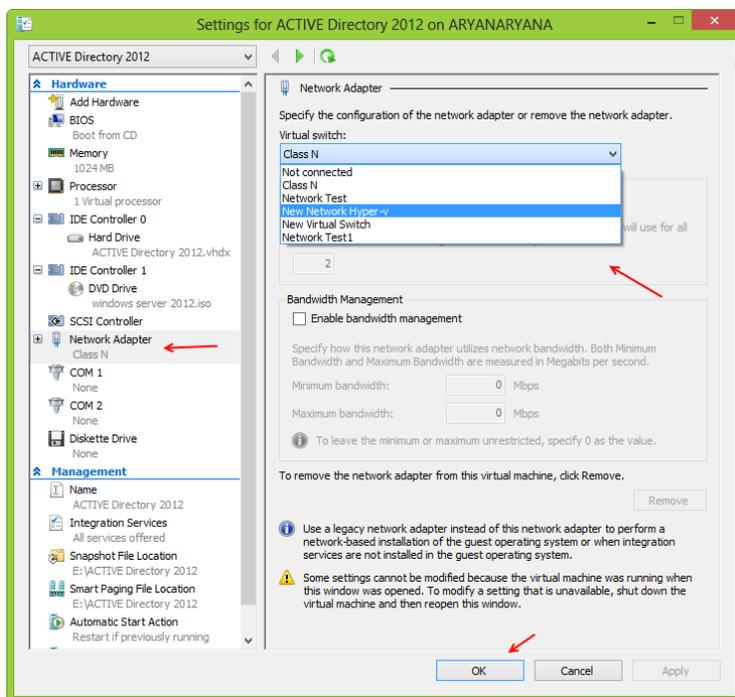 Settings for ACTIVE Directory 2012 on ARYANARYANA
ACTIVE Directory 2012
Hardware
Add Hardware
BIOS
Boot from CD
Memory
1024 MB
Processor
1 Virtual processor
IDE Controller 0
Hard Drive
ACTIVE Directory 2012.vhdx
IDE Controller 1
DVD Drive
windows server 2012.iso
SCSI Controller
Network Adapter
Class N
COM 1
None
COM 2
None
Diskette Drive
None
Management
Name
ACTIVE Directory 2012
Integration Services
All services offered
Snapshot File Location
E:\ACTIVE Directory 2012
Smart Paging File Location
E:\ACTIVE Directory 2012
Automatic Start Action
Restart if previously running
Network Adapter
Specify the configuration of the network adapter or remove the network adapter.
Virtual switch:
Class N
Not connected
Class N
Network Test
New Network Hyper-v
New Virtual Switch
Network Test1
will use for all
2
Bandwidth Management
Enable bandwidth management
Specify how this network adapter utilizes network bandwidth. Both Minimum
Bandwidth and Maximum Bandwidth are measured in Megabits per second.
Minimum bandwidth: 0 Mbps
Maximum bandwidth: 0 Mbps
To leave the minimum or maximum unrestricted, specify 0 as the value.
To remove the network adapter from this virtual machine, click Remove.
Remove
Use a legacy network adapter instead of this network adapter to perform a
network-based installation of the guest operating system or when integration
services are not installed in the guest operating system.
Some settings cannot be modified because the virtual machine was running when
this window was opened. To modify a setting that is unavailable, shut down the
virtual machine and then reopen this window.
OK Cancel Apply